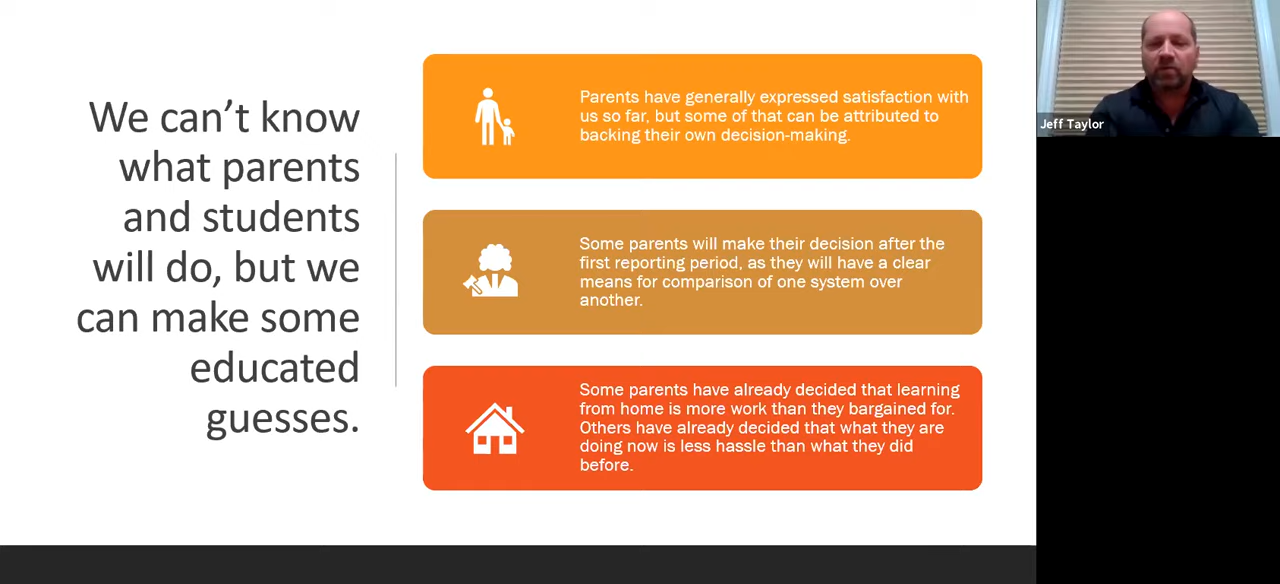 We can't know
what parents
and students
will do, but we
can make some
educated
guesses.
Parents have generally expressed satisfaction with
us so far, but some of that can be attributed to
backing their own decision-making.
Some parents will make their decision after the
first reporting period, as they will have a clear
means for comparison of one system over
another.
Some parents have already decided that learning
from home is more work than they bargained for.
Others have already decided that what they are
doing now is less hassle than what they did
before.
Jeff Taylor